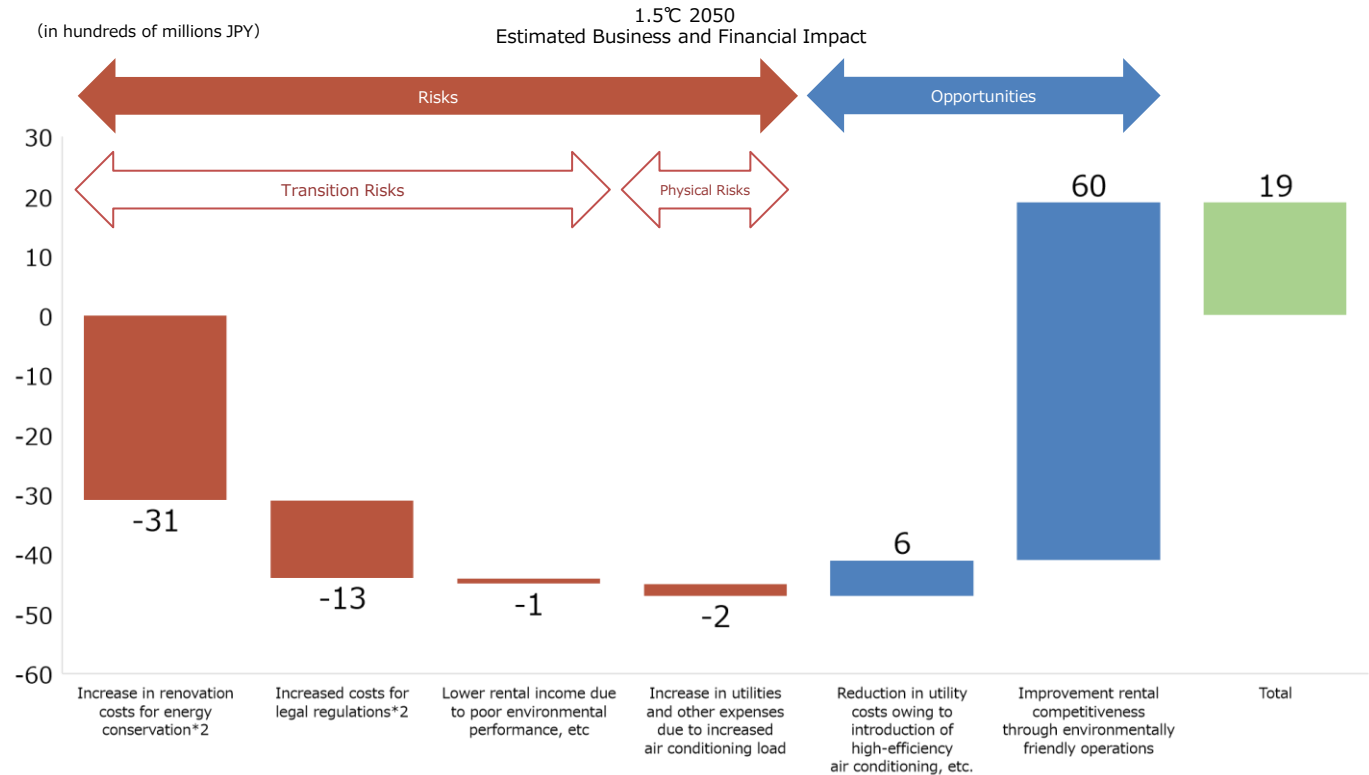 1.5℃ 2050
(in hundreds of millions JPY)
Estimated Business and Financial Impact
Risks
Opportunities
30
Transition Risks
Physical Risks
60
19
20
10
0
-10
-20
-30
-31
-40
6
-13
-1
-2
-50
-60
Increase in renovation
costs for energy
conservation*2
Increased costs for
legal regulations*2
Lower rental income due
to poor environmental
performance, etc
Increase in utilities
and other expenses
due to increased
air conditioning load
Reduction in utility
costs owing to
introduction of
high-efficiency
air conditioning, etc.
Improvement rental
competitiveness
through environmentally
friendly operations
Total